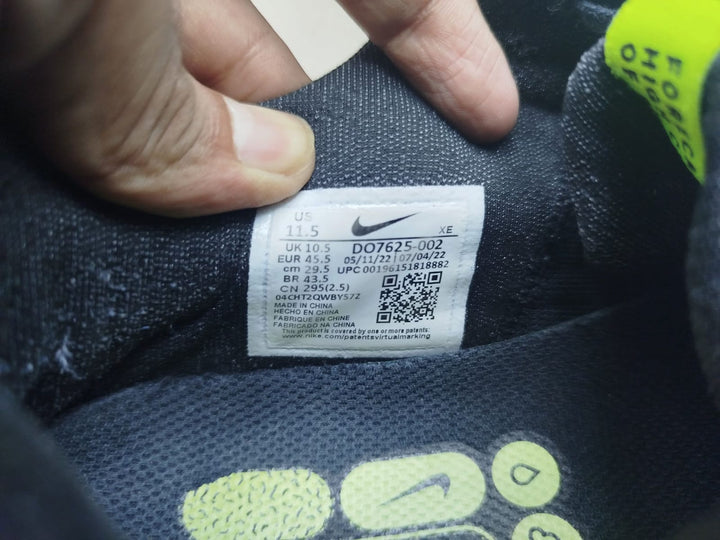 US
11.5
XE
UK 10.5
DO7625-002
EUR 45.5
05/11/22 07/04/22
cm 29.5
UPC 00196151818882
BR 43.5
CN 295(2.5)
04CHT2QWBY57Z
MADE IN CHINA
HECHO EN CHINA
FABRIQUE EN CHINE
FABRICADO NA CHINA
This product is covered by one or more patents:
www.nike.com/patentsvirtualmarking